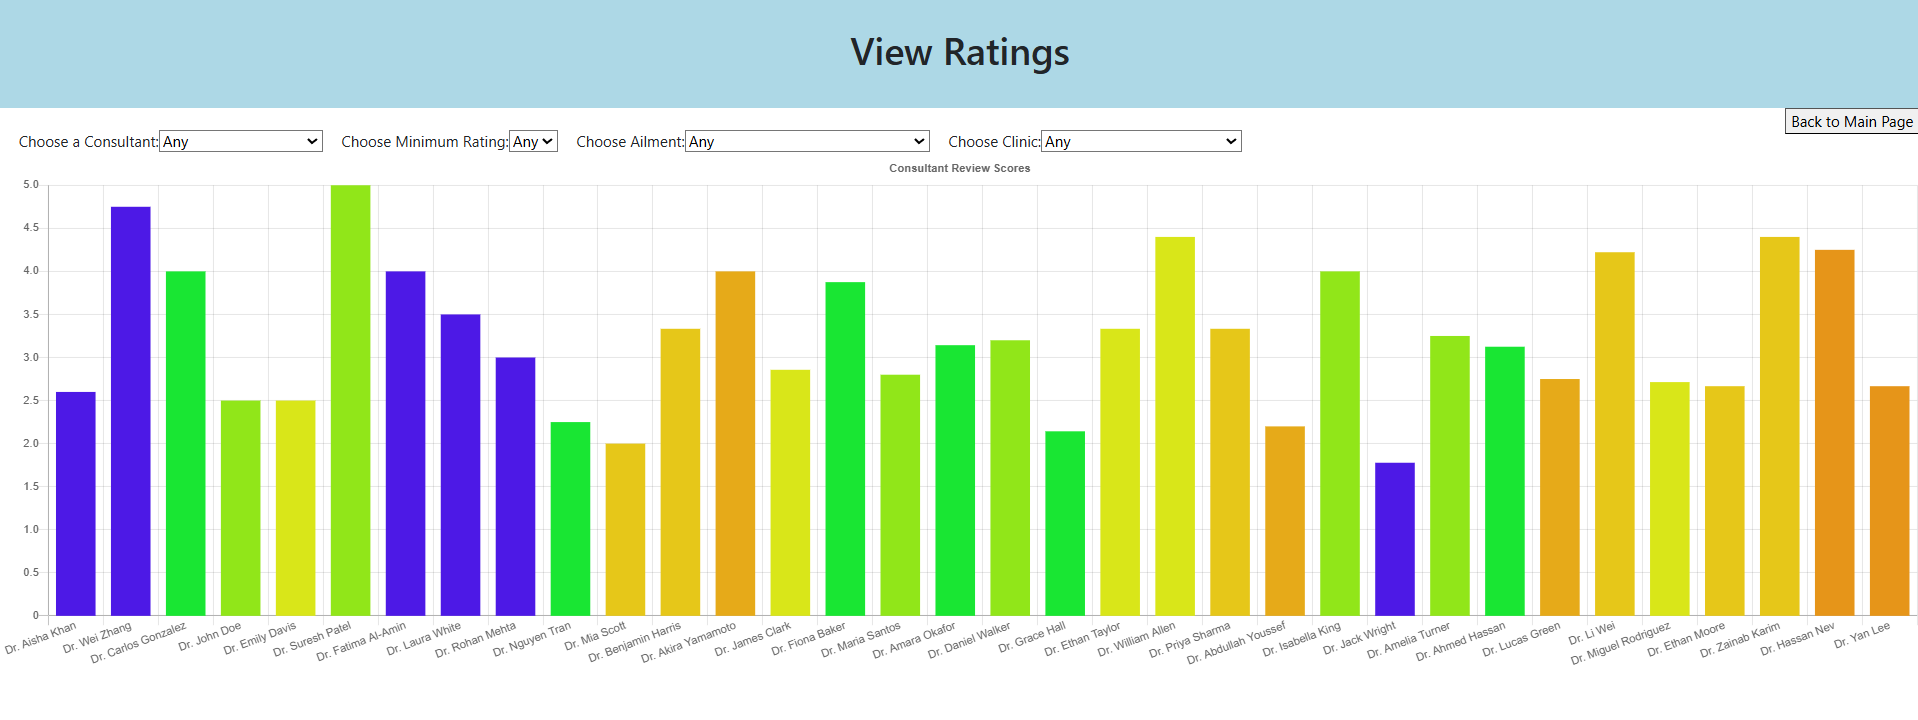 View Ratings
Back to Main Page
Choose a Consultant: Any Choose Minimum Rating: Any Choose Ailment: Any Choose Clinic: Any
Consultant Review Scores
5.0
4.5
4.0
3.5
3.0
2.5
2.0
1.5
1.0
0.5
0
Dr. Aisha Khan
Dr. Wei Zhang
Dr. Carlos Gonzalez
Dr. John Doe
Dr. Emily Davis
Dr. Suresh Patel
Dr. Fatima Al-Amin
Dr. Laura White
Dr. Rohan Mehta
Dr. Nguyen Tran
Dr. Mia Scott
Dr. Benjamin Harris
Dr. Akira Yamamoto
Dr. James Clark
Dr. Fiona Baker
Dr. Maria Santos
Dr. Amara Okafor
Dr. Daniel Walker
Dr. Grace Hall
Dr. Ethan Taylor
Dr. William Allen
Dr. Priya Sharma
Dr. Abdullah Youssef
Dr. Isabella King
Dr. Jack Wright
Dr. Amelia Turner
Dr. Ahmed Hassan
Dr. Lucas Green
Dr. Li Wei
Dr. Miguel Rodriguez
Dr. Ethan Moore
Dr. Zainab Karim
Dr. Hassan Nev
Dr. Yan Lee